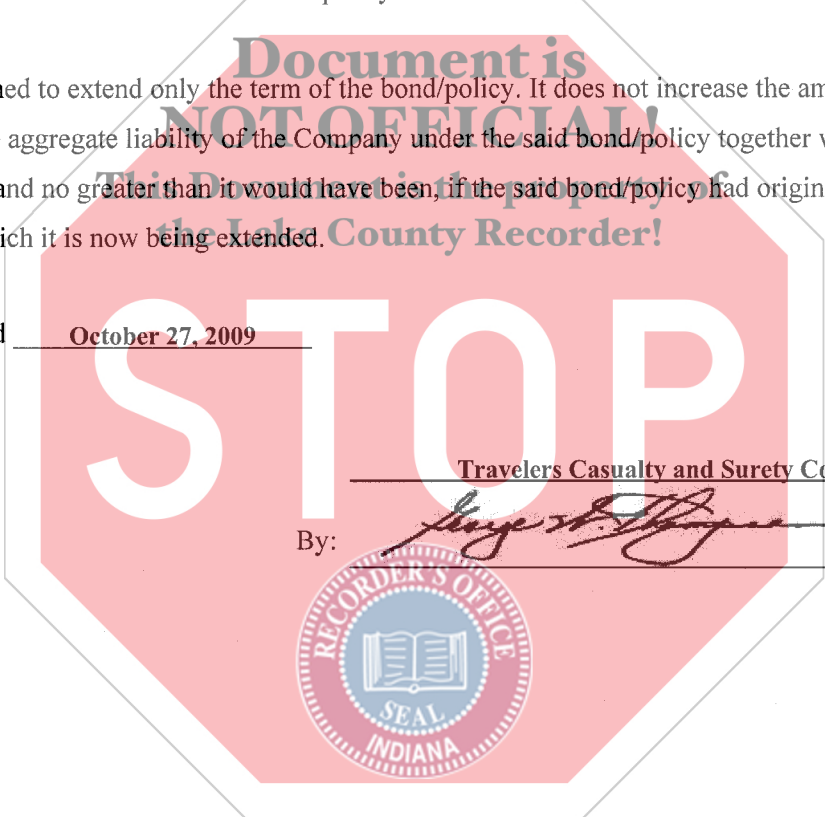 Document is
ned to extend only the term of the bond/policy. It does not increase the am
NOT OFFICIAL!
aggregate liability of the Company under the said bond/policy together
and no greater than it would have been, if the said bond/policy had origin
This Document is the property of
ich it is now being extended.
the Lake County Recorder!
October 27, 2009
STOP
Travelers Casualty and Surety Co
By: George W. Thompson
RECORDER'S OFFICE
SEAL
INDIANA